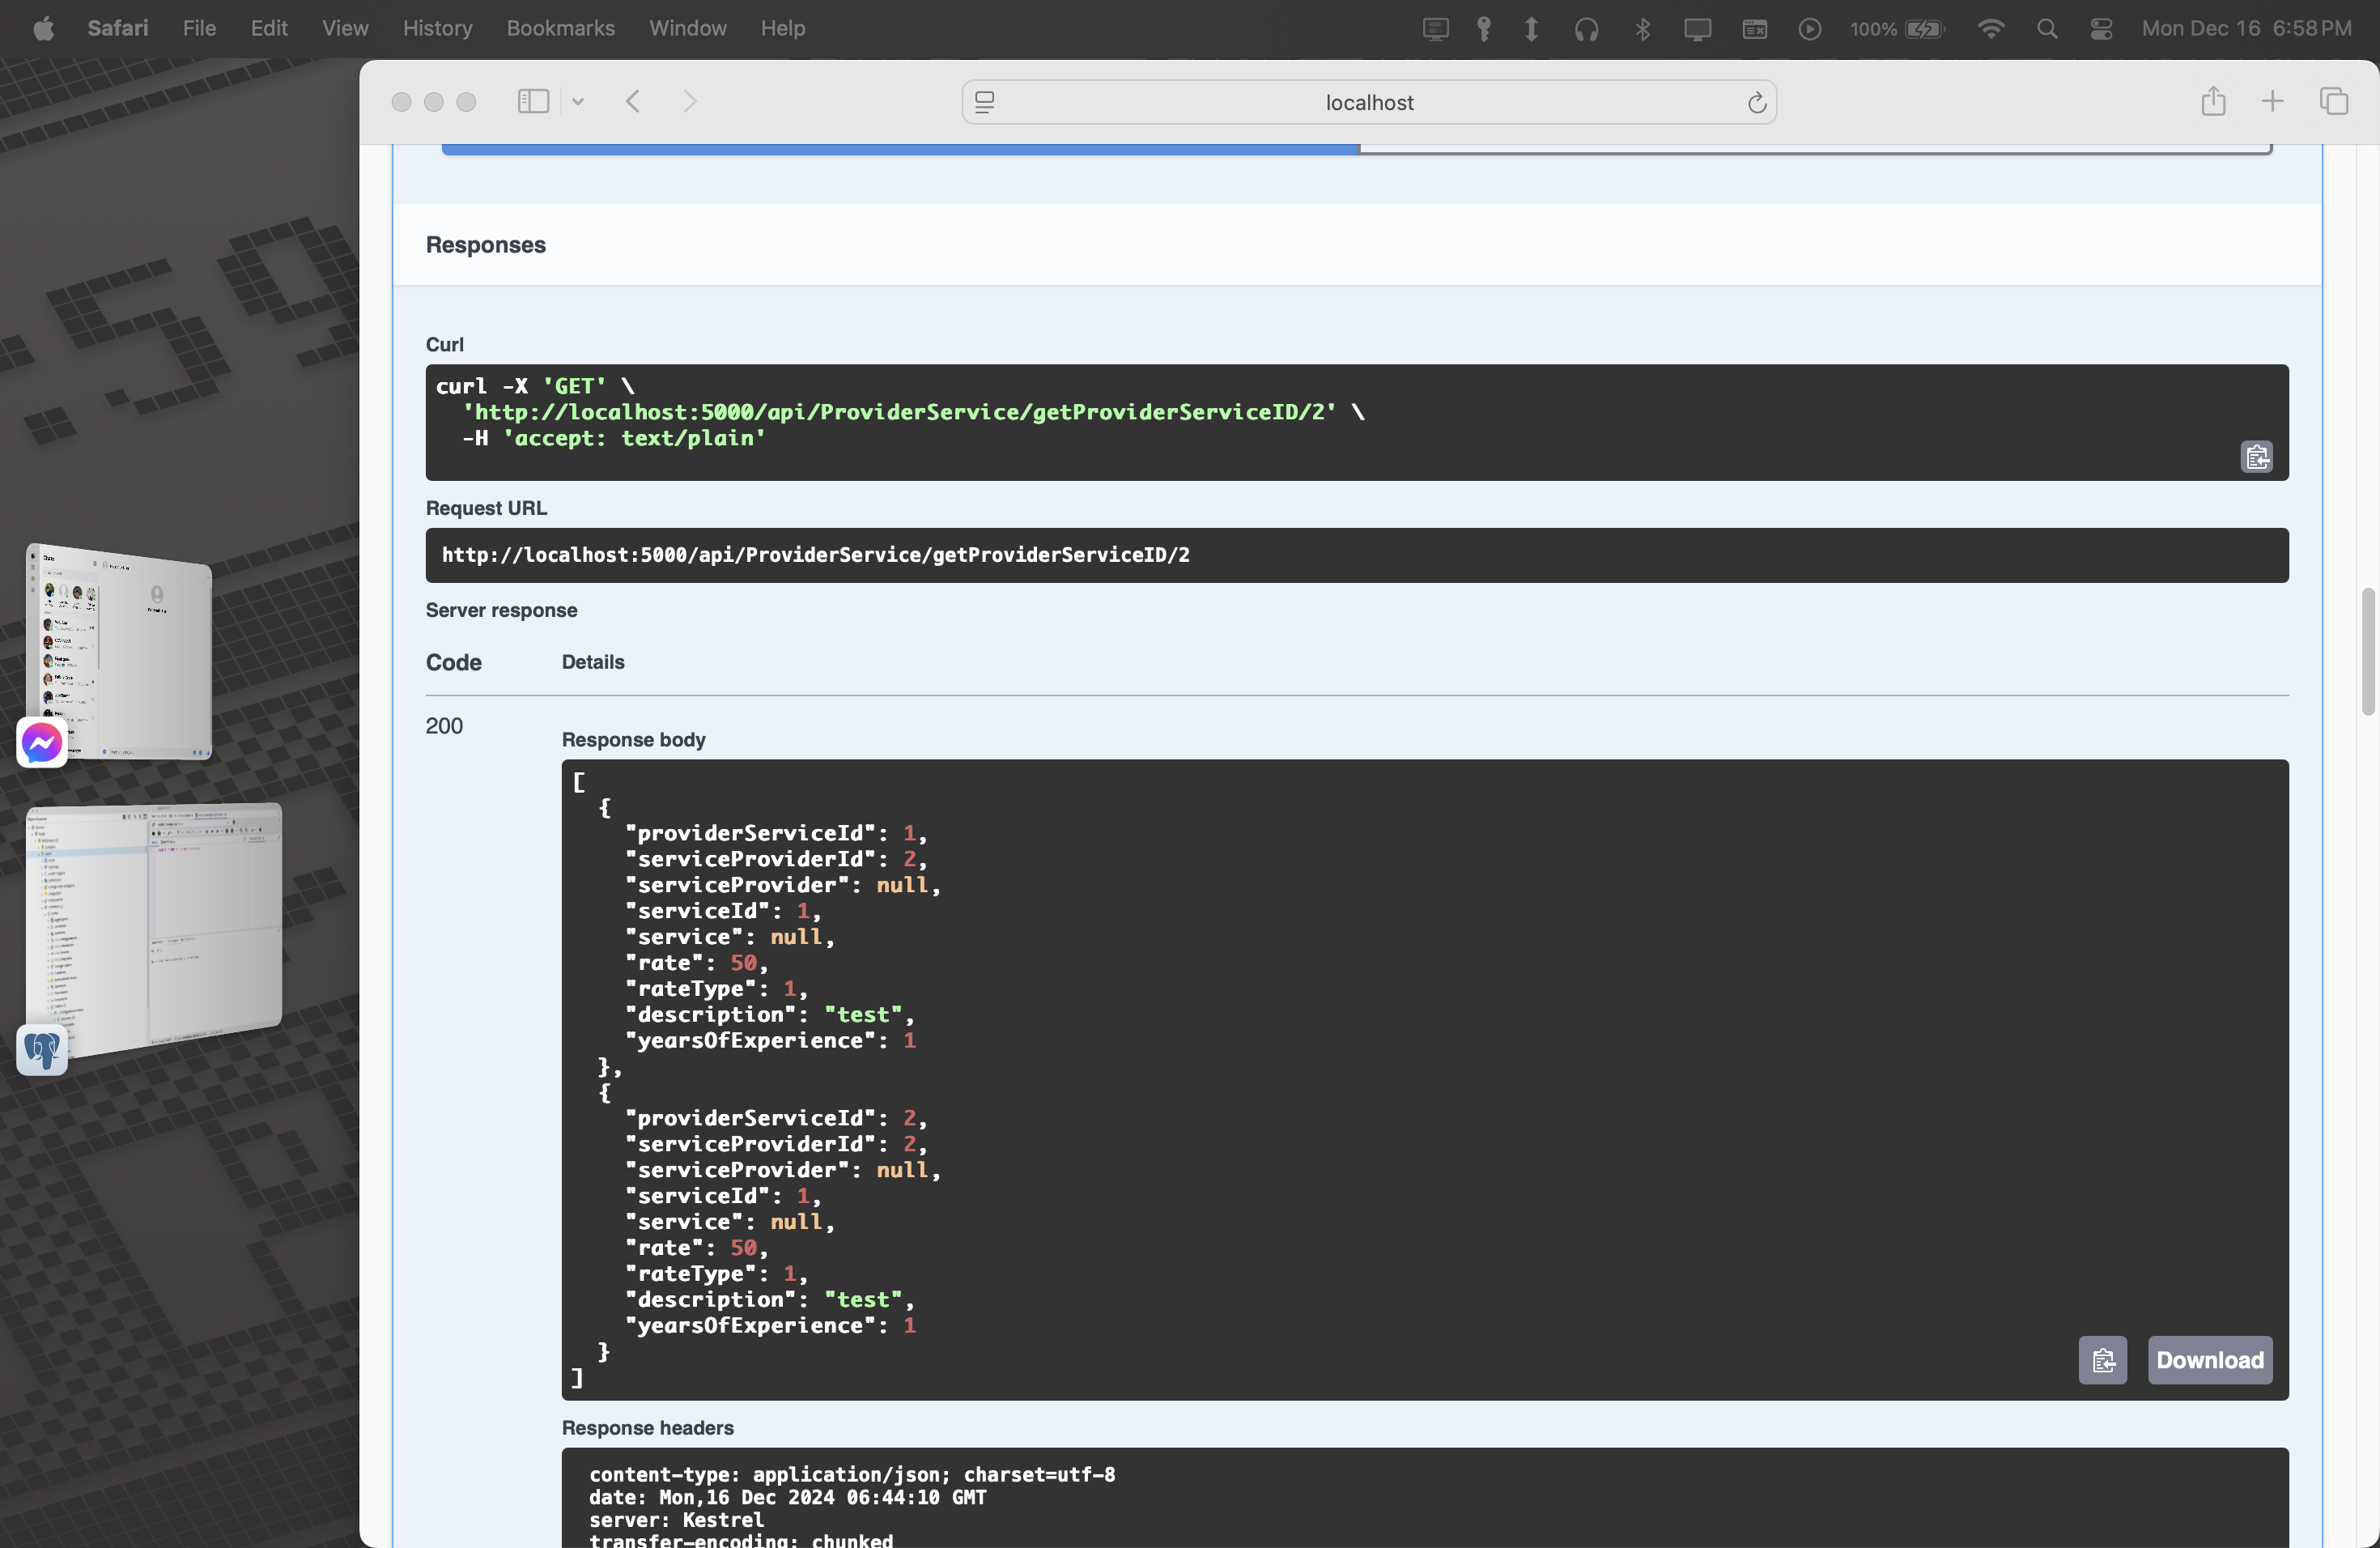 Safari File Edit View History Bookmarks Window Help 100% Mon Dec 16 6:58 PM
localhost
Responses
Curl
curl -X 'GET' \
'http://localhost:5000/api/ProviderService/getProviderServiceID/2' \
-H 'accept: text/plain'
Request URL
http://localhost:5000/api/ProviderService/getProviderServiceID/2
Server response
Code Details
200
Response body
[
{
"providerServiceId": 1,
"serviceProviderId": 2,
"serviceProvider": null,
"serviceId": 1,
"service": null,
"rate": 50,
"rateType": 1,
"description": "test",
"yearsOfExperience": 1
},
{
"providerServiceId": 2,
"serviceProviderId": 2,
"serviceProvider": null,
"serviceId": 1,
"service": null,
"rate": 50,
"rateType": 1,
"description": "test",
"yearsOfExperience": 1
}
]
Download
Response headers
content-type: application/json; charset=utf-8
date: Mon,16 Dec 2024 06:44:10 GMT
server: Kestrel
transfer-encoding: chunked
59